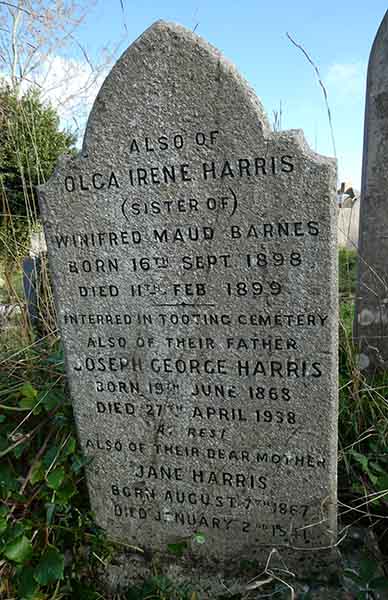 ALSO OF
OLGA IRENE HARRIS
(SISTER OF)
WINIFRED MAUD BARNES
BORN 16TH SEPT. 1898
DIED 11TH FEB. 1899
INTERRED IN TOOTING CEMETERY
ALSO OF THEIR FATHER
JOSEPH GEORGE HARRIS
BORN 19TH JUNE 1868
DIED 27TH APRIL 1938
AT REST
ALSO OF THEIR DEAR MOTHER
JANE HARRIS
BORN AUGUST 7TH 1867
DIED JANUARY 2ND